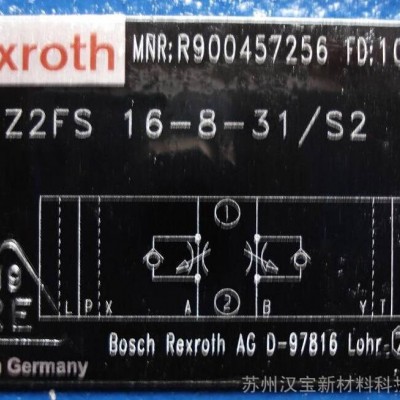 xroth MNR:R900457256 FD:10
Z2FS 16-8-31/S2
1
L P X A 2 B Y T
Bosch Rexroth AG D-97816 Lohr
n Germany
苏州汉宝新材料科